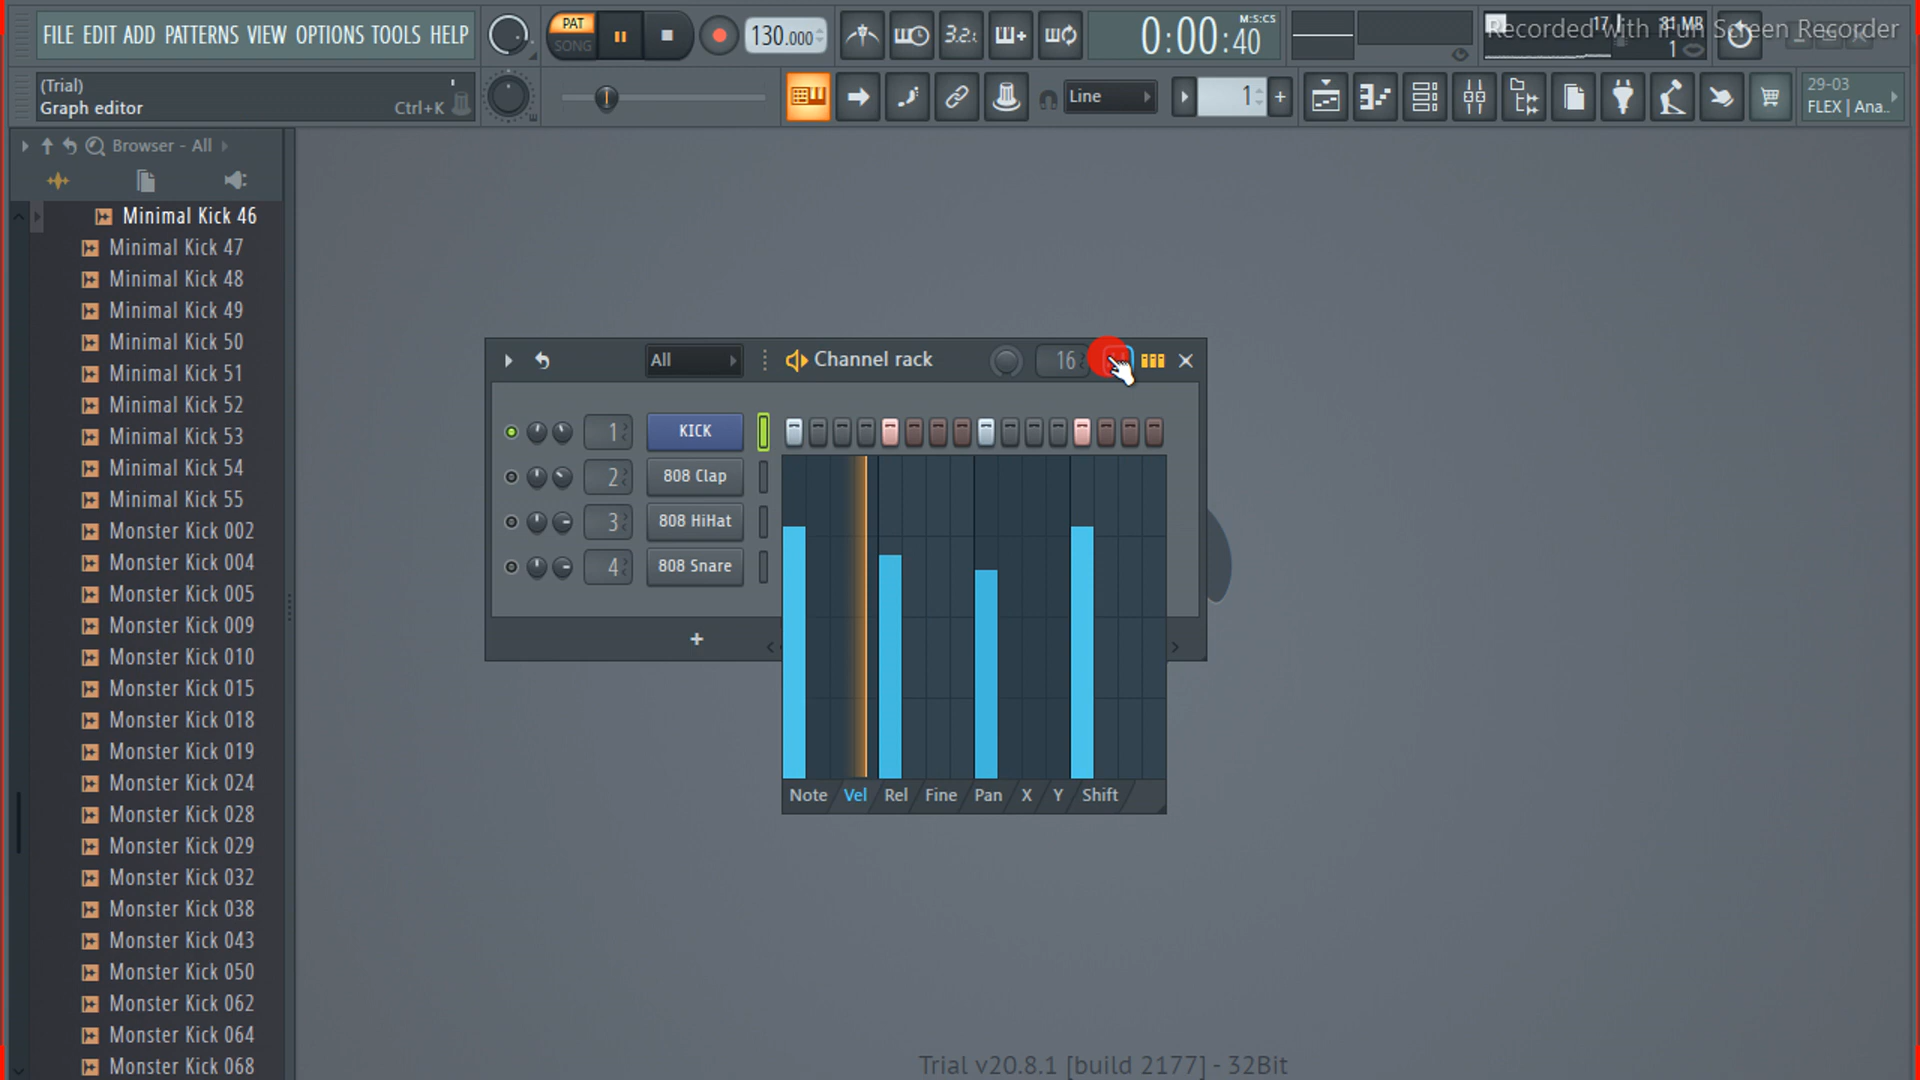 FILE EDIT ADD PATTERNS VIEW OPTIONS TOOLS HELP
PAT
SONG
130.000
3.2.
0:00:40
M:S:CS
17
81 MB
1
Recorded with iFun Screen Recorder
(Trial)
Graph editor
Ctrl+K
Line
1
29-03
FLEX | Ana..
Browser - All
Minimal Kick 46
Minimal Kick 47
Minimal Kick 48
Minimal Kick 49
Minimal Kick 50
Minimal Kick 51
Minimal Kick 52
Minimal Kick 53
Minimal Kick 54
Minimal Kick 55
Monster Kick 002
Monster Kick 004
Monster Kick 005
Monster Kick 009
Monster Kick 010
Monster Kick 015
Monster Kick 018
Monster Kick 019
Monster Kick 024
Monster Kick 028
Monster Kick 029
Monster Kick 032
Monster Kick 038
Monster Kick 043
Monster Kick 050
Monster Kick 062
Monster Kick 064
Monster Kick 068
All
Channel rack
16
1
KICK
2
808 Clap
3
808 HiHat
4
808 Snare
+
Note Vel Rel Fine Pan X Y Shift
Trial v20.8.1 [build 2177] - 32Bit